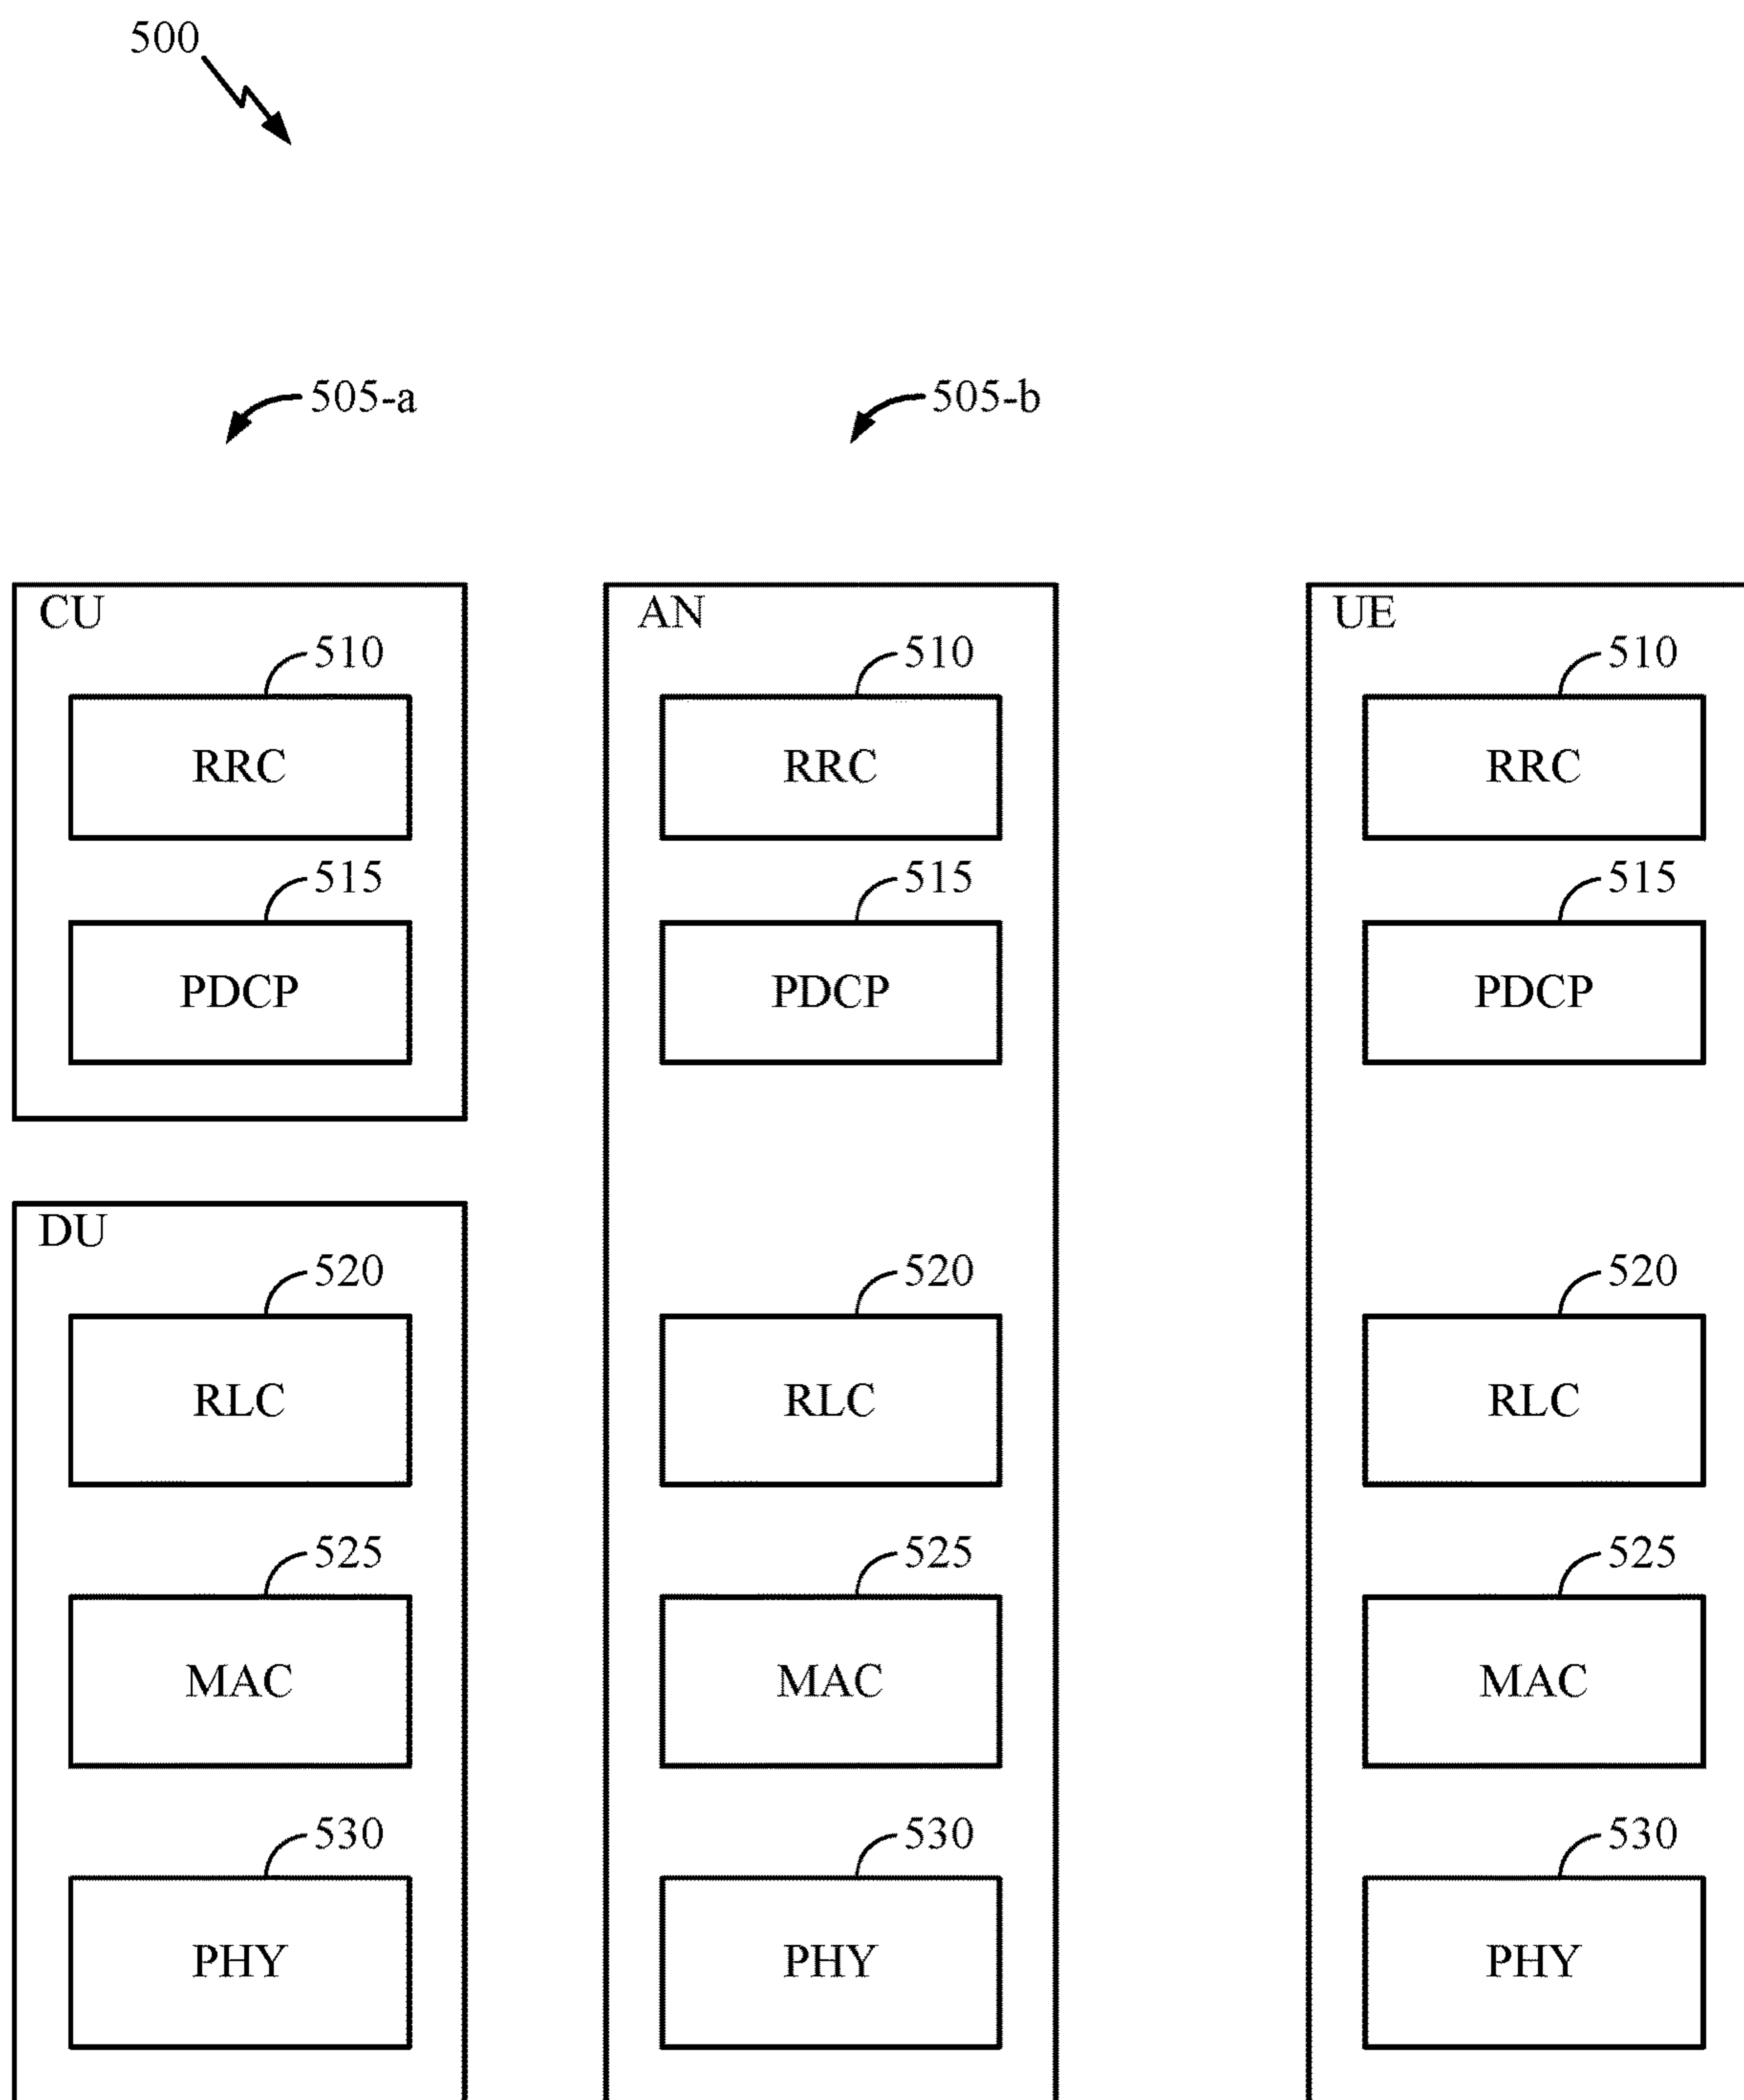 500
505-a 505-b
CU AN UE
510 510 510
RRC RRC RRC
515 515 515
PDCP PDCP PDCP
DU
520 520 520
RLC RLC RLC
525 525 525
MAC MAC MAC
530 530 530
PHY PHY PHY